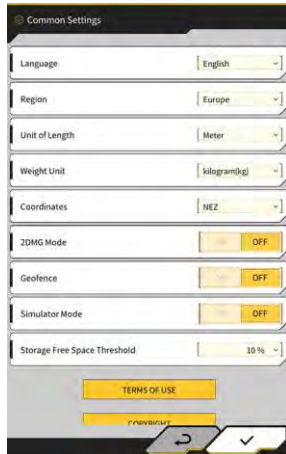 Common Settings
Language English
Region Europe
Unit of Length Meter
Weight Unit kilogram(kg)
Coordinates NEZ
2DMG Mode OFF
Geofence OFF
Simulator Mode OFF
Storage Free Space Threshold 10 %
TERMS OF USE
COPYRIGHT